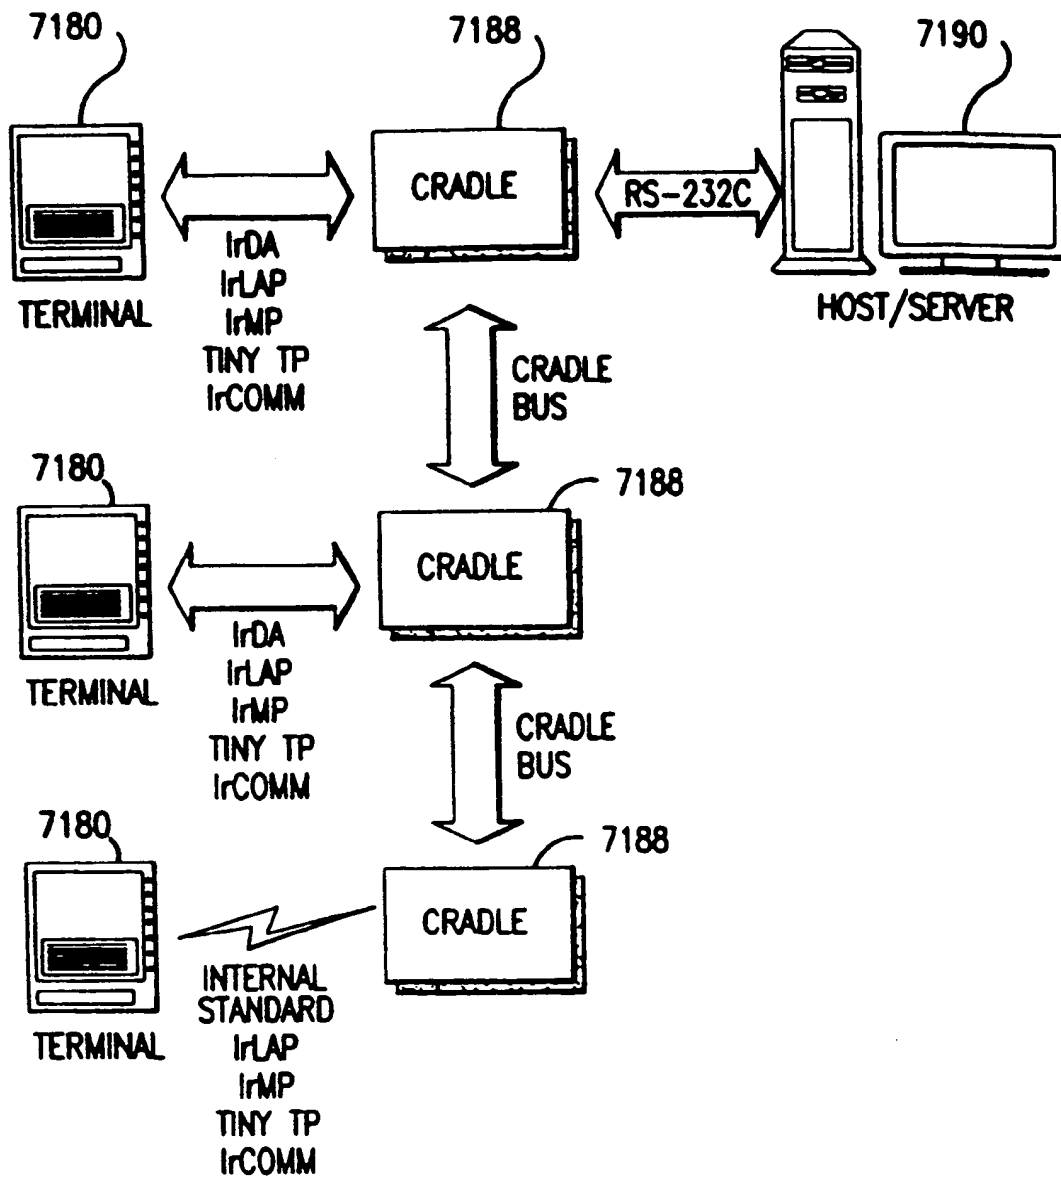 7180
7188
7190
CRADLE
RS-232C
IrDA
IrLAP
IrMP
TINY TP
IrCOMM
TERMINAL
HOST/SERVER
CRADLE
BUS
7180
7188
CRADLE
IrDA
IrLAP
IrMP
TINY TP
IrCOMM
TERMINAL
CRADLE
BUS
7180
7188
CRADLE
INTERNAL
STANDARD
IrLAP
IrMP
TINY TP
IrCOMM
TERMINAL